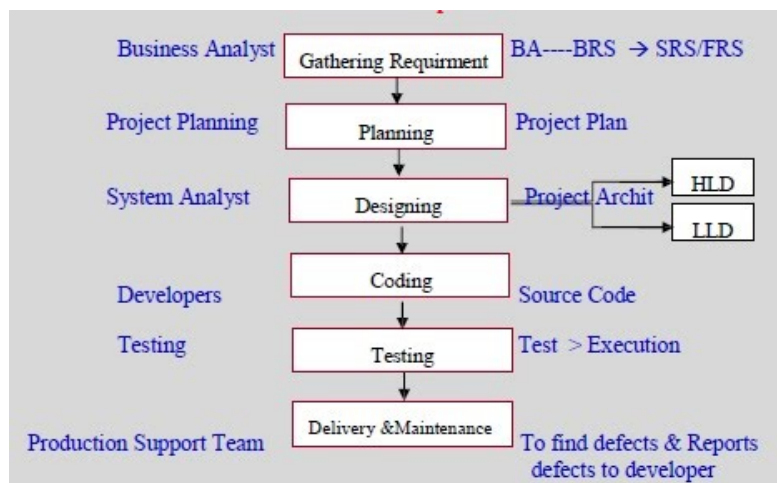 Business Analyst Gathering Requirment BA----BRS → SRS/FRS
Project Planning Planning Project Plan
System Analyst Designing Project Archit HLD
LLD
Developers Coding Source Code
Testing Testing Test > Execution
Production Support Team Delivery &Maintenance To find defects & Reports
defects to developer